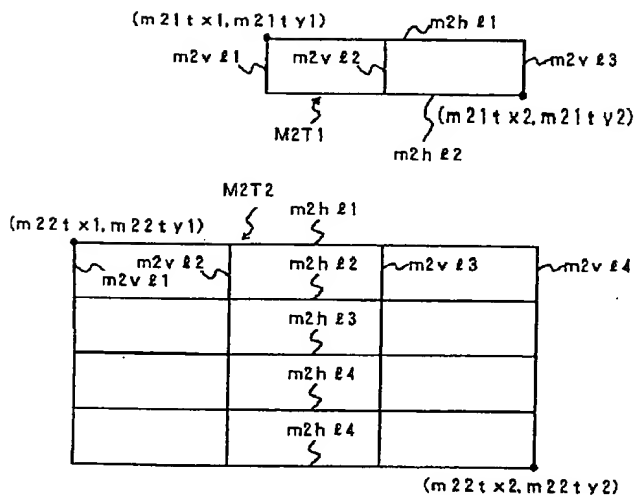 (m21tx1,m21ty1)
m2hℓ1
m2vℓ1
m2vℓ2
m2vℓ3
(m21tx2,m21ty2)
M2T1
m2hℓ2
M2T2
(m22tx1,m22ty1)
m2hℓ1
m2vℓ1
m2vℓ2
m2hℓ2
m2vℓ3
m2vℓ4
m2hℓ3
m2hℓ4
m2hℓ4
(m22tx2,m22ty2)